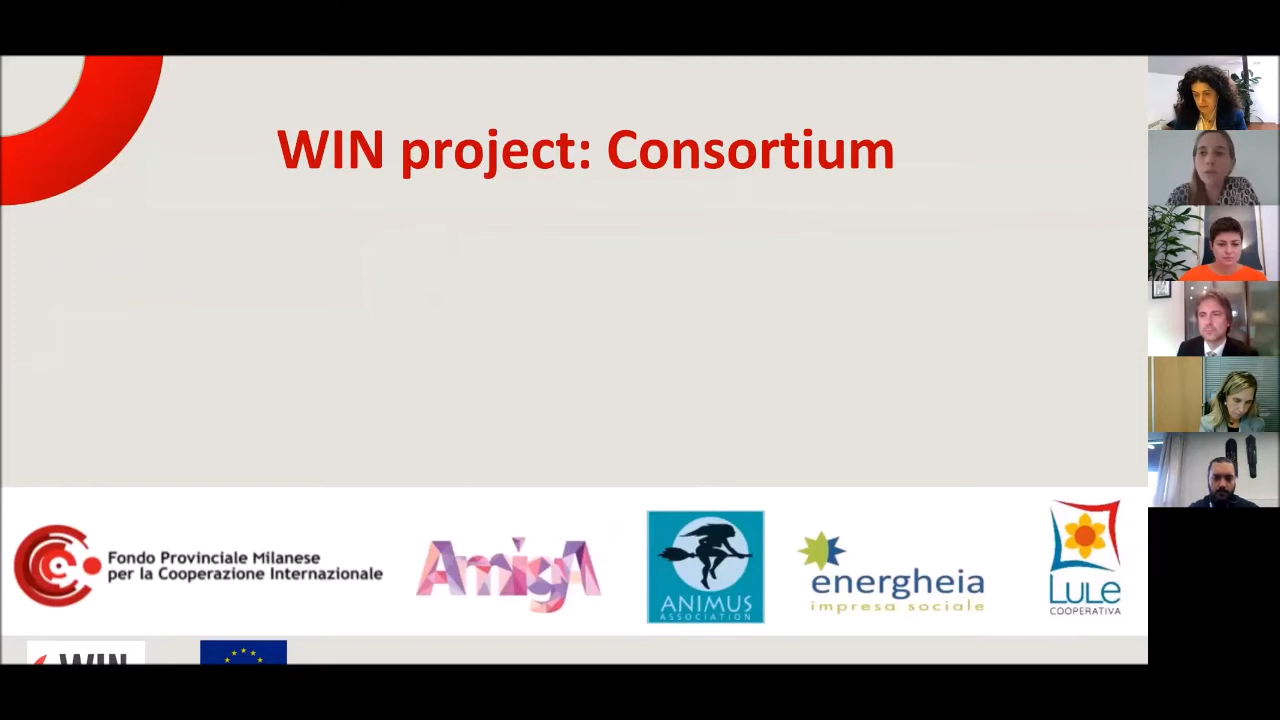 WIN project: Consortium
Fondo Provinciale Milanese
per la Cooperazione Internazionale
AmigA
ANIMUS
ASSOCIATION
energheia
impresa sociale
LULE
COOPERATIVA
WIN